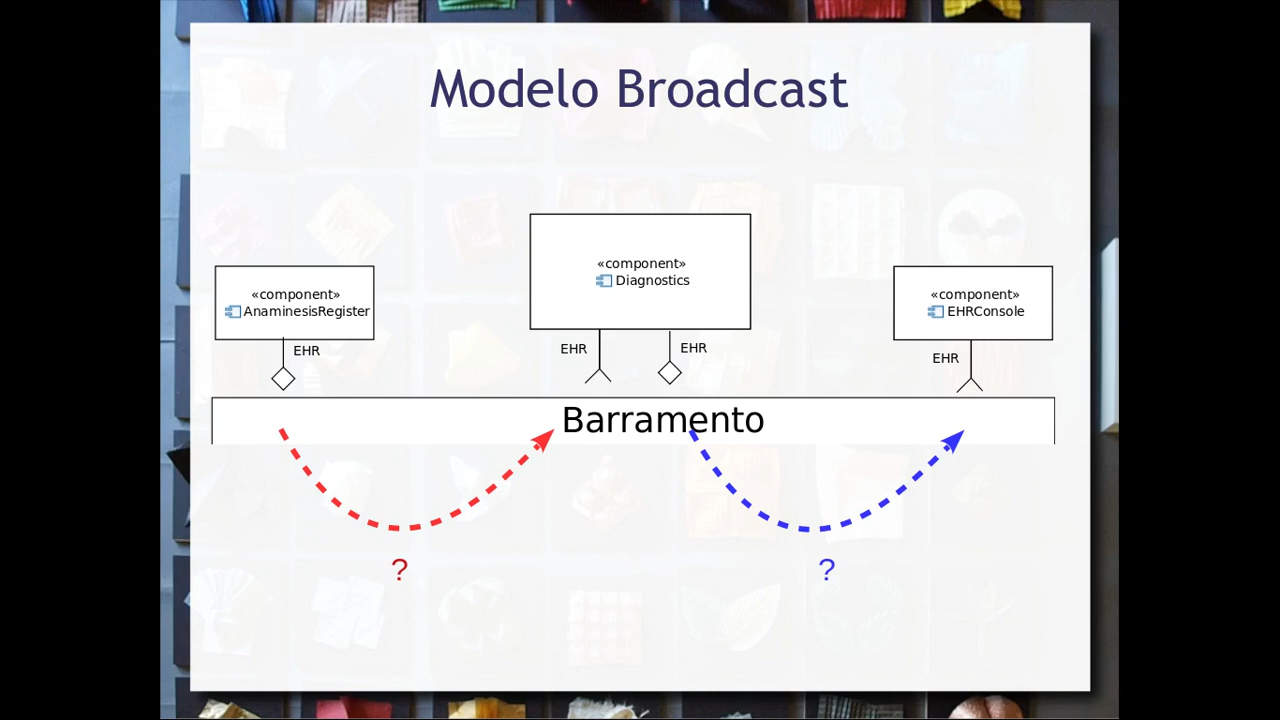 Modelo Broadcast
«component»
Diagnostics
«component»
AnaminesisRegister
«component»
EHRConsole
EHR
EHR
EHR
EHR
Barramento
?
?